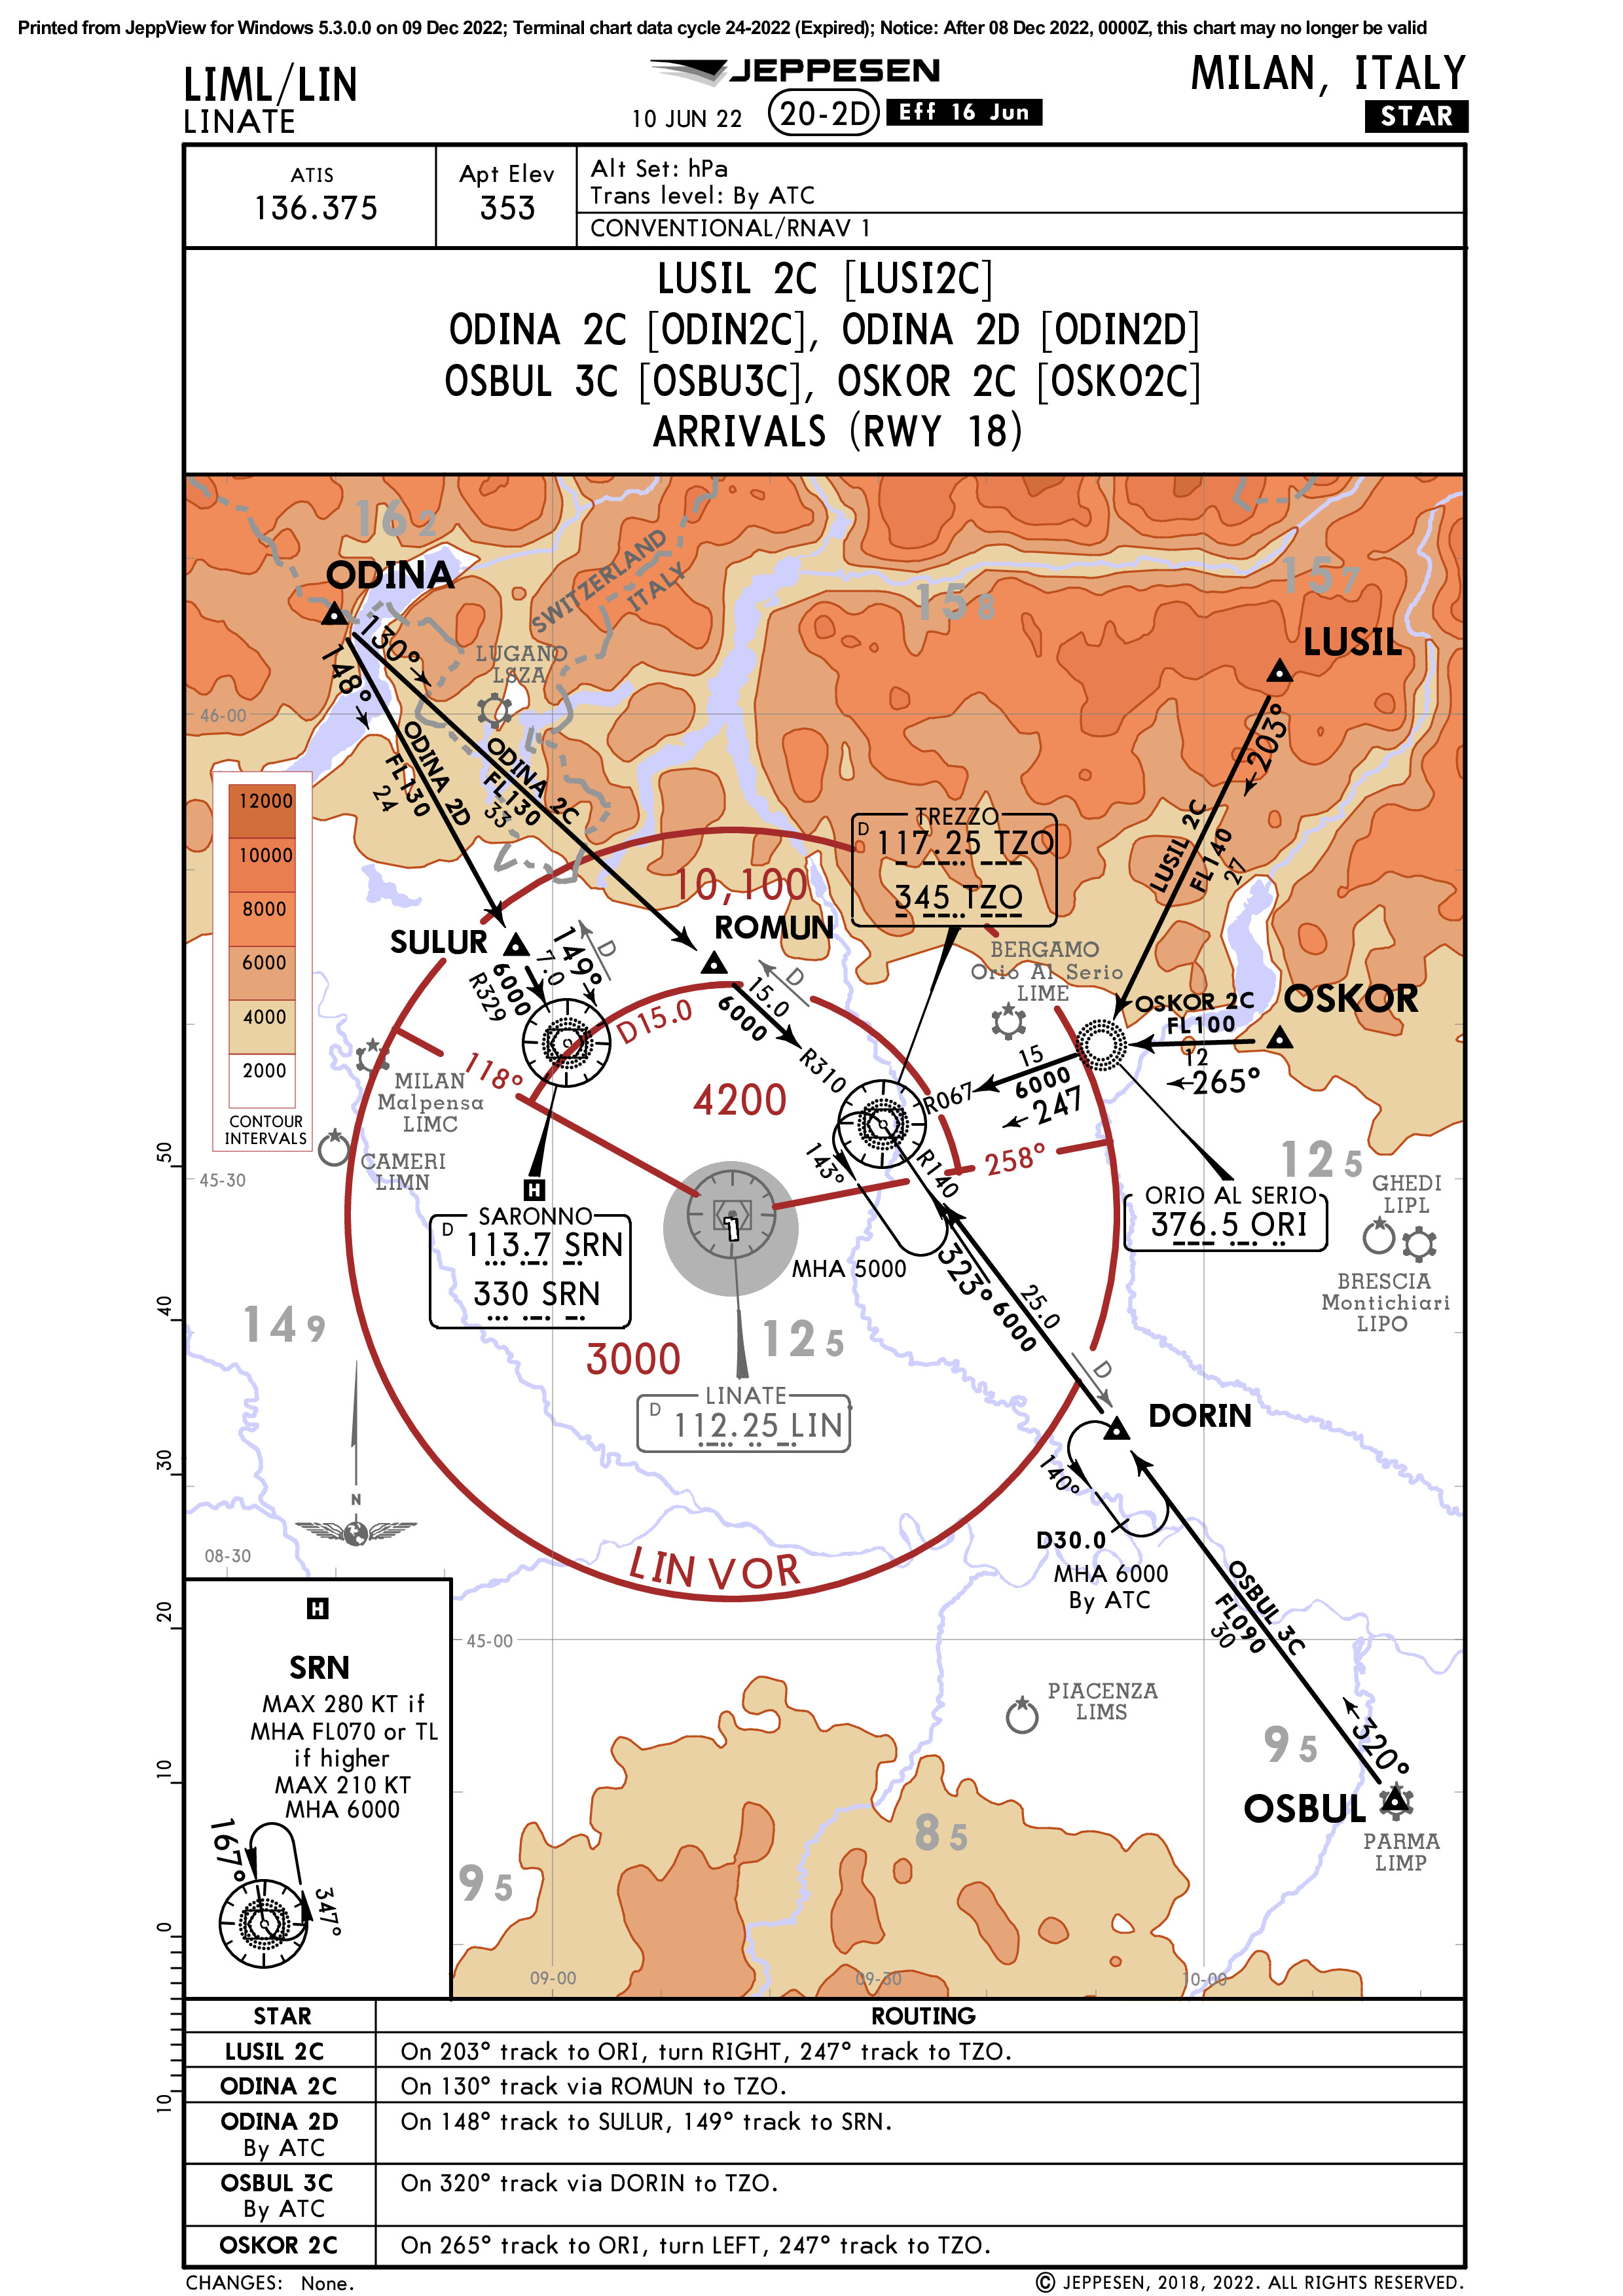 Printed from JeppView for Windows 5.3.0.0 on 09 Dec 2022; Terminal chart data cycle 24-2022 (Expired); Notice: After 08 Dec 2022, 0000Z, this chart may no longer be valid
LIML/LIN
LINATE
JEPPESEN
10 JUN 22
20-2D
Eff 16 Jun
MILAN, ITALY
STAR
ATIS
136.375
Apt Elev
353
Alt Set: hPa
Trans level: By ATC
CONVENTIONAL/RNAV 1
LUSIL 2C [LUSI2C]
ODINA 2C [ODIN2C], ODINA 2D [ODIN2D]
OSBUL 3C [OSBU3C], OSKOR 2C [OSKO2C]
ARRIVALS (RWY 18)
162
ODINA
SWITZERLAND
ITALY
158
157
LUSIL
130°
148°
LUGANO
LSZA
46-00
203°
ODINA 2D
FL130
24
ODINA 2C
FL130
33
LUSIL 2C
FL140
27
12000
10000
8000
6000
4000
2000
CONTOUR
INTERVALS
D
TREZZO
117.25 TZO
345 TZO
10,100
SULUR
ROMUN
149°
D
7.0
6000
R329
D
15.0
6000
D15.0
R310
BERGAMO
Orio Al Serio
LIME
OSKOR 2C
FL100
12
265°
OSKOR
118°
MILAN
Malpensa
LIMC
4200
15
6000
247
R067
CAMERI
LIMN
50
45-30
143°
R140
258°
125
GHEDI
LIPL
ORIO AL SERIO
376.5 ORI
H
D
SARONNO
113.7 SRN
330 SRN
1
MHA 5000
323°
6000
25.0
BRESCIA
Montichiari
LIPO
40
149
125
3000
D
LINATE
112.25 LIN
D
DORIN
30
140°
N
D30.0
MHA 6000
By ATC
08-30
LIN VOR
OSBUL 3C
FL090
30
20
45-00
H
SRN
MAX 280 KT if
MHA FL070 or TL
if higher
MAX 210 KT
MHA 6000
167°
347°
PIACENZA
LIMS
95
320°
10
OSBUL
PARMA
LIMP
85
95
0
09-00
09-30
10-00
10
STAR
ROUTING
LUSIL 2C
On 203° track to ORI, turn RIGHT, 247° track to TZO.
ODINA 2C
On 130° track via ROMUN to TZO.
ODINA 2D
By ATC
On 148° track to SULUR, 149° track to SRN.
OSBUL 3C
By ATC
On 320° track via DORIN to TZO.
OSKOR 2C
On 265° track to ORI, turn LEFT, 247° track to TZO.
CHANGES: None.
© JEPPESEN, 2018, 2022. ALL RIGHTS RESERVED.